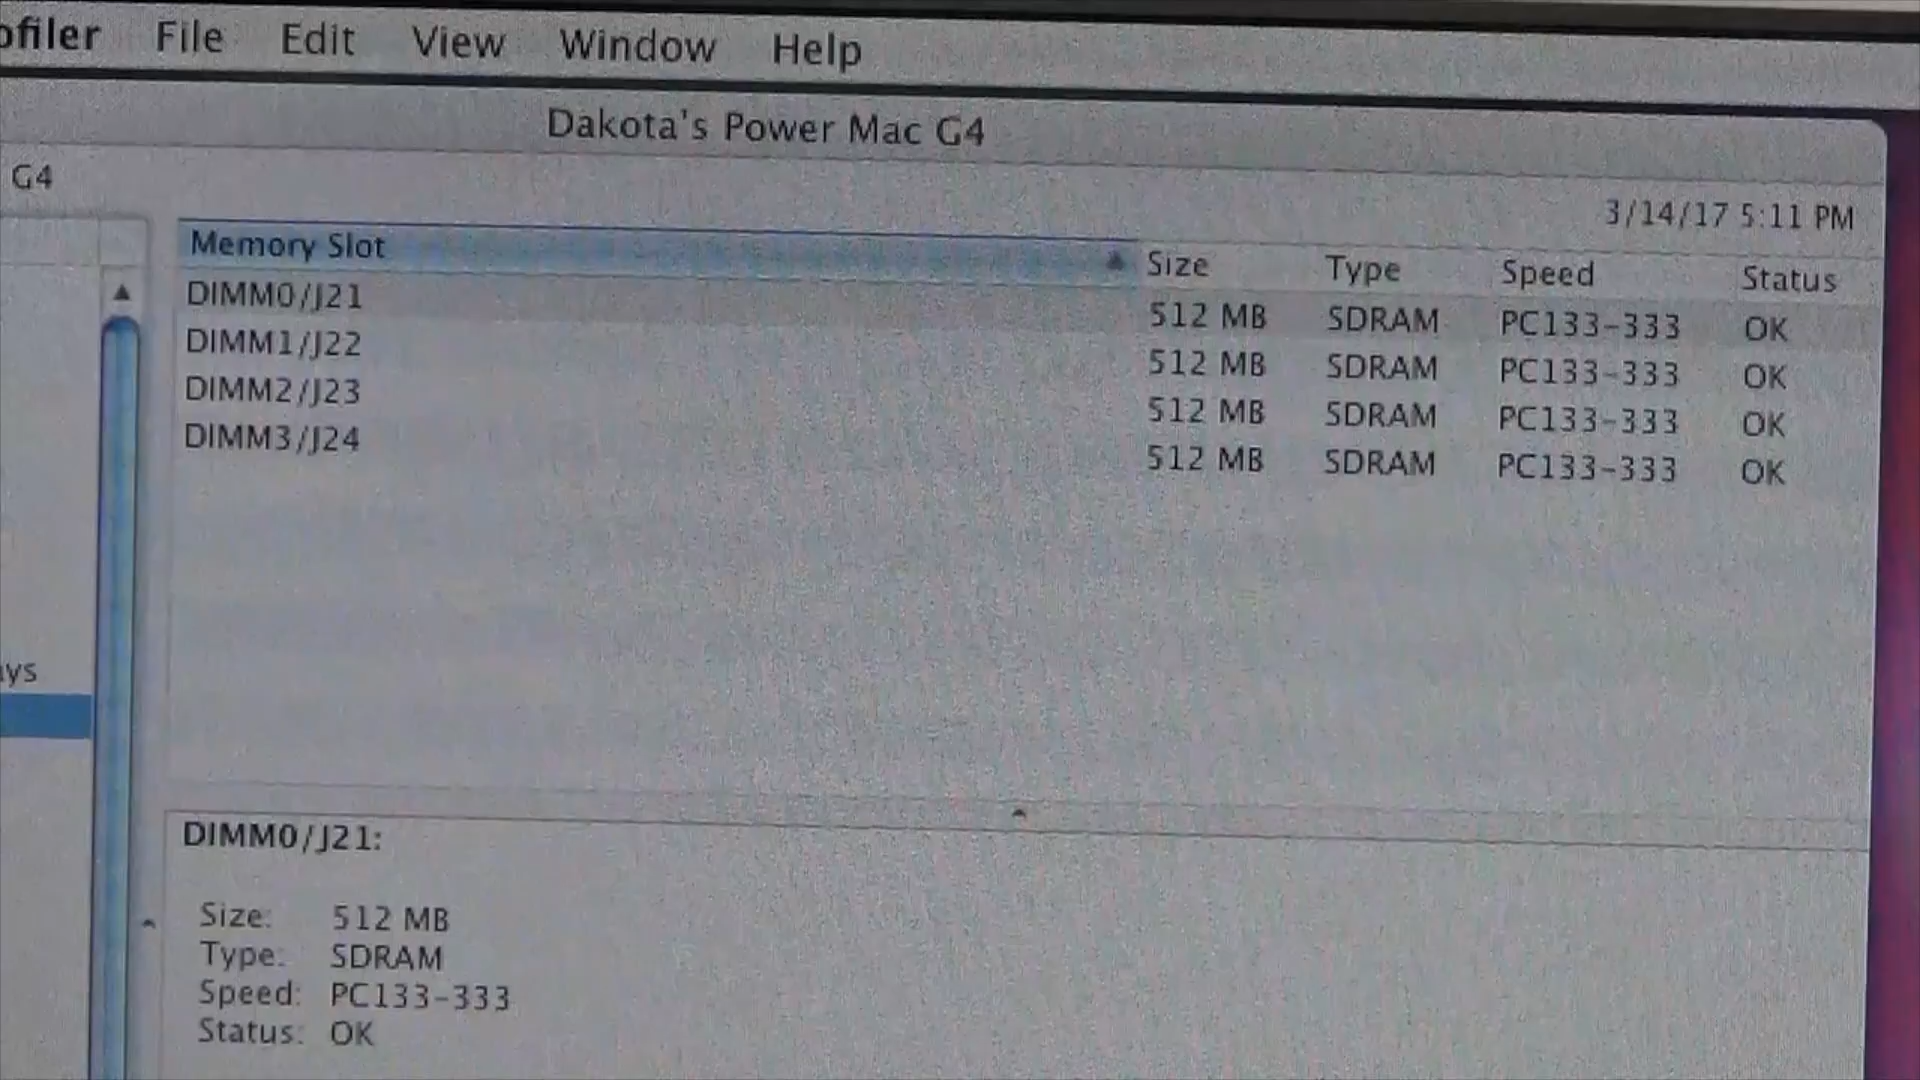 ofiler File Edit View Window Help
Dakota's Power Mac G4
G4
3/14/17 5:11 PM
Memory Slot Size Type Speed Status
DIMM0/J21 512 MB SDRAM PC133-333 OK
DIMM1/J22 512 MB SDRAM PC133-333 OK
DIMM2/J23 512 MB SDRAM PC133-333 OK
DIMM3/J24 512 MB SDRAM PC133-333 OK
ys
DIMM0/J21:
Size: 512 MB
Type: SDRAM
Speed: PC133-333
Status: OK